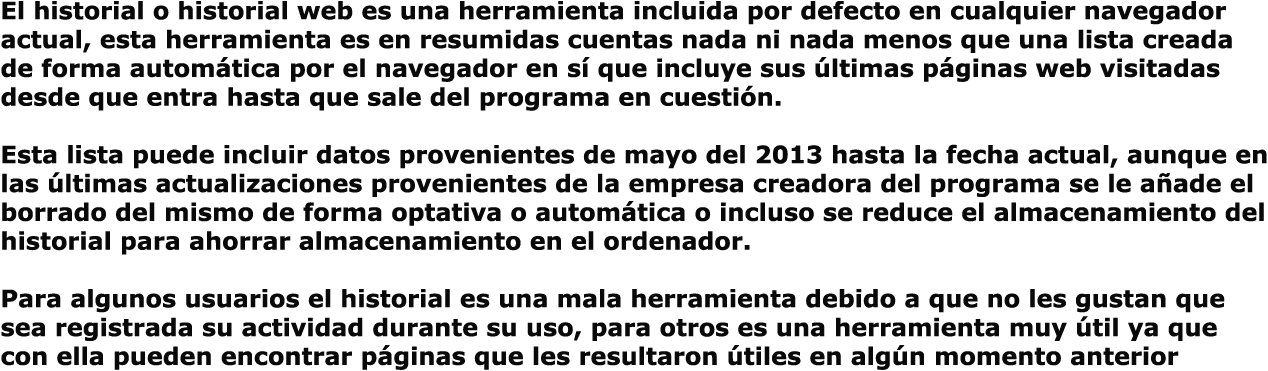 El historial o historial web es una herramienta incluida por defecto en cualquier navegador
actual, esta herramienta es en resumidas cuentas nada ni nada menos que una lista creada
de forma automática por el navegador en sí que incluye sus últimas páginas web visitadas
desde que entra hasta que sale del programa en cuestión.

Esta lista puede incluir datos provenientes de mayo del 2013 hasta la fecha actual, aunque en
las últimas actualizaciones provenientes de la empresa creadora del programa se le añade el
borrado del mismo de forma optativa o automática o incluso se reduce el almacenamiento del
historial para ahorrar almacenamiento en el ordenador.

Para algunos usuarios el historial es una mala herramienta debido a que no les gustan que
sea registrada su actividad durante su uso, para otros es una herramienta muy útil ya que
con ella pueden encontrar páginas que les resultaron útiles en algún momento anterior